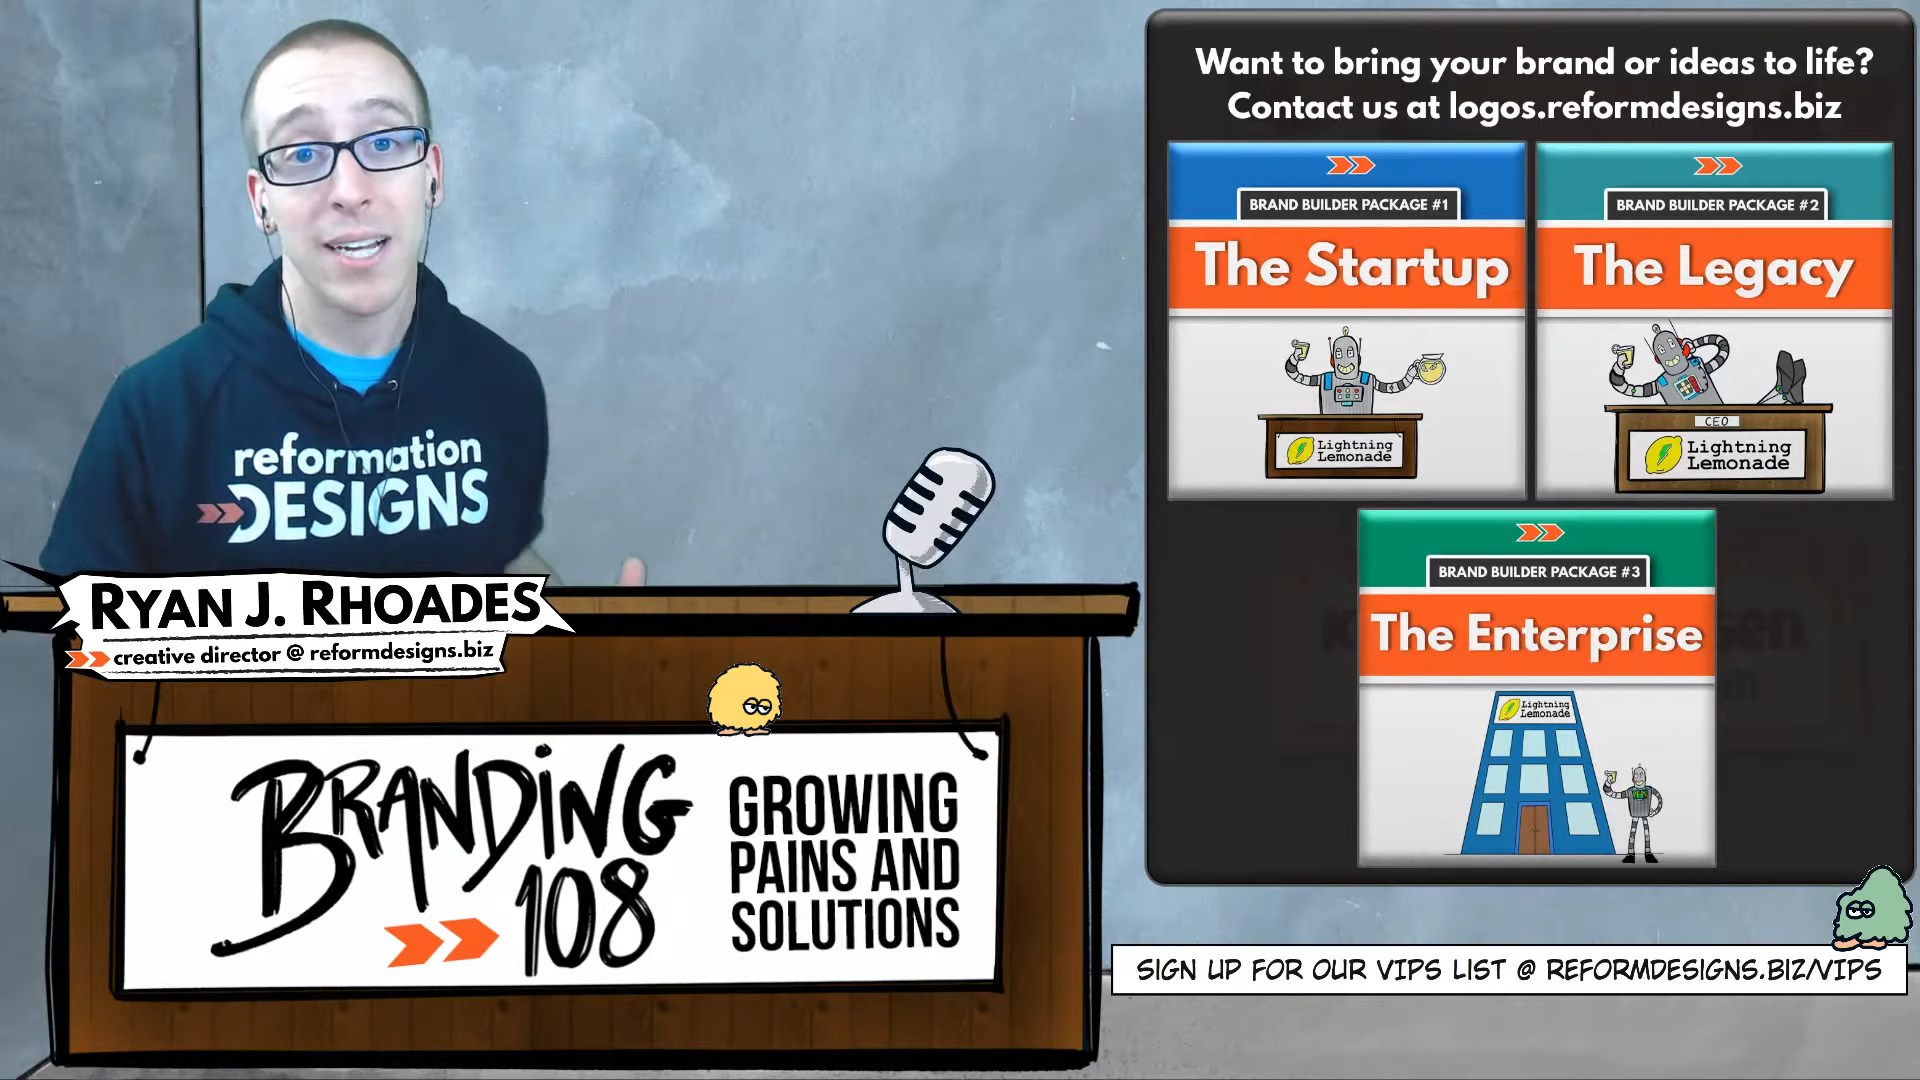 Want to bring your brand or ideas to life?
Contact us at logos.reformdesigns.biz
BRAND BUILDER PACKAGE #1
The Startup
Lightning
Lemonade
BRAND BUILDER PACKAGE #2
The Legacy
CEO
Lightning
Lemonade
BRAND BUILDER PACKAGE #3
The Enterprise
Lightning
Lemonade
reformation
DESIGNS
RYAN J. RHOADES
creative director @ reformdesigns.biz
BRANDING
108
GROWING
PAINS AND
SOLUTIONS
SIGN UP FOR OUR VIPS LIST @ REFORMDESIGNS.BIZ/VIPS